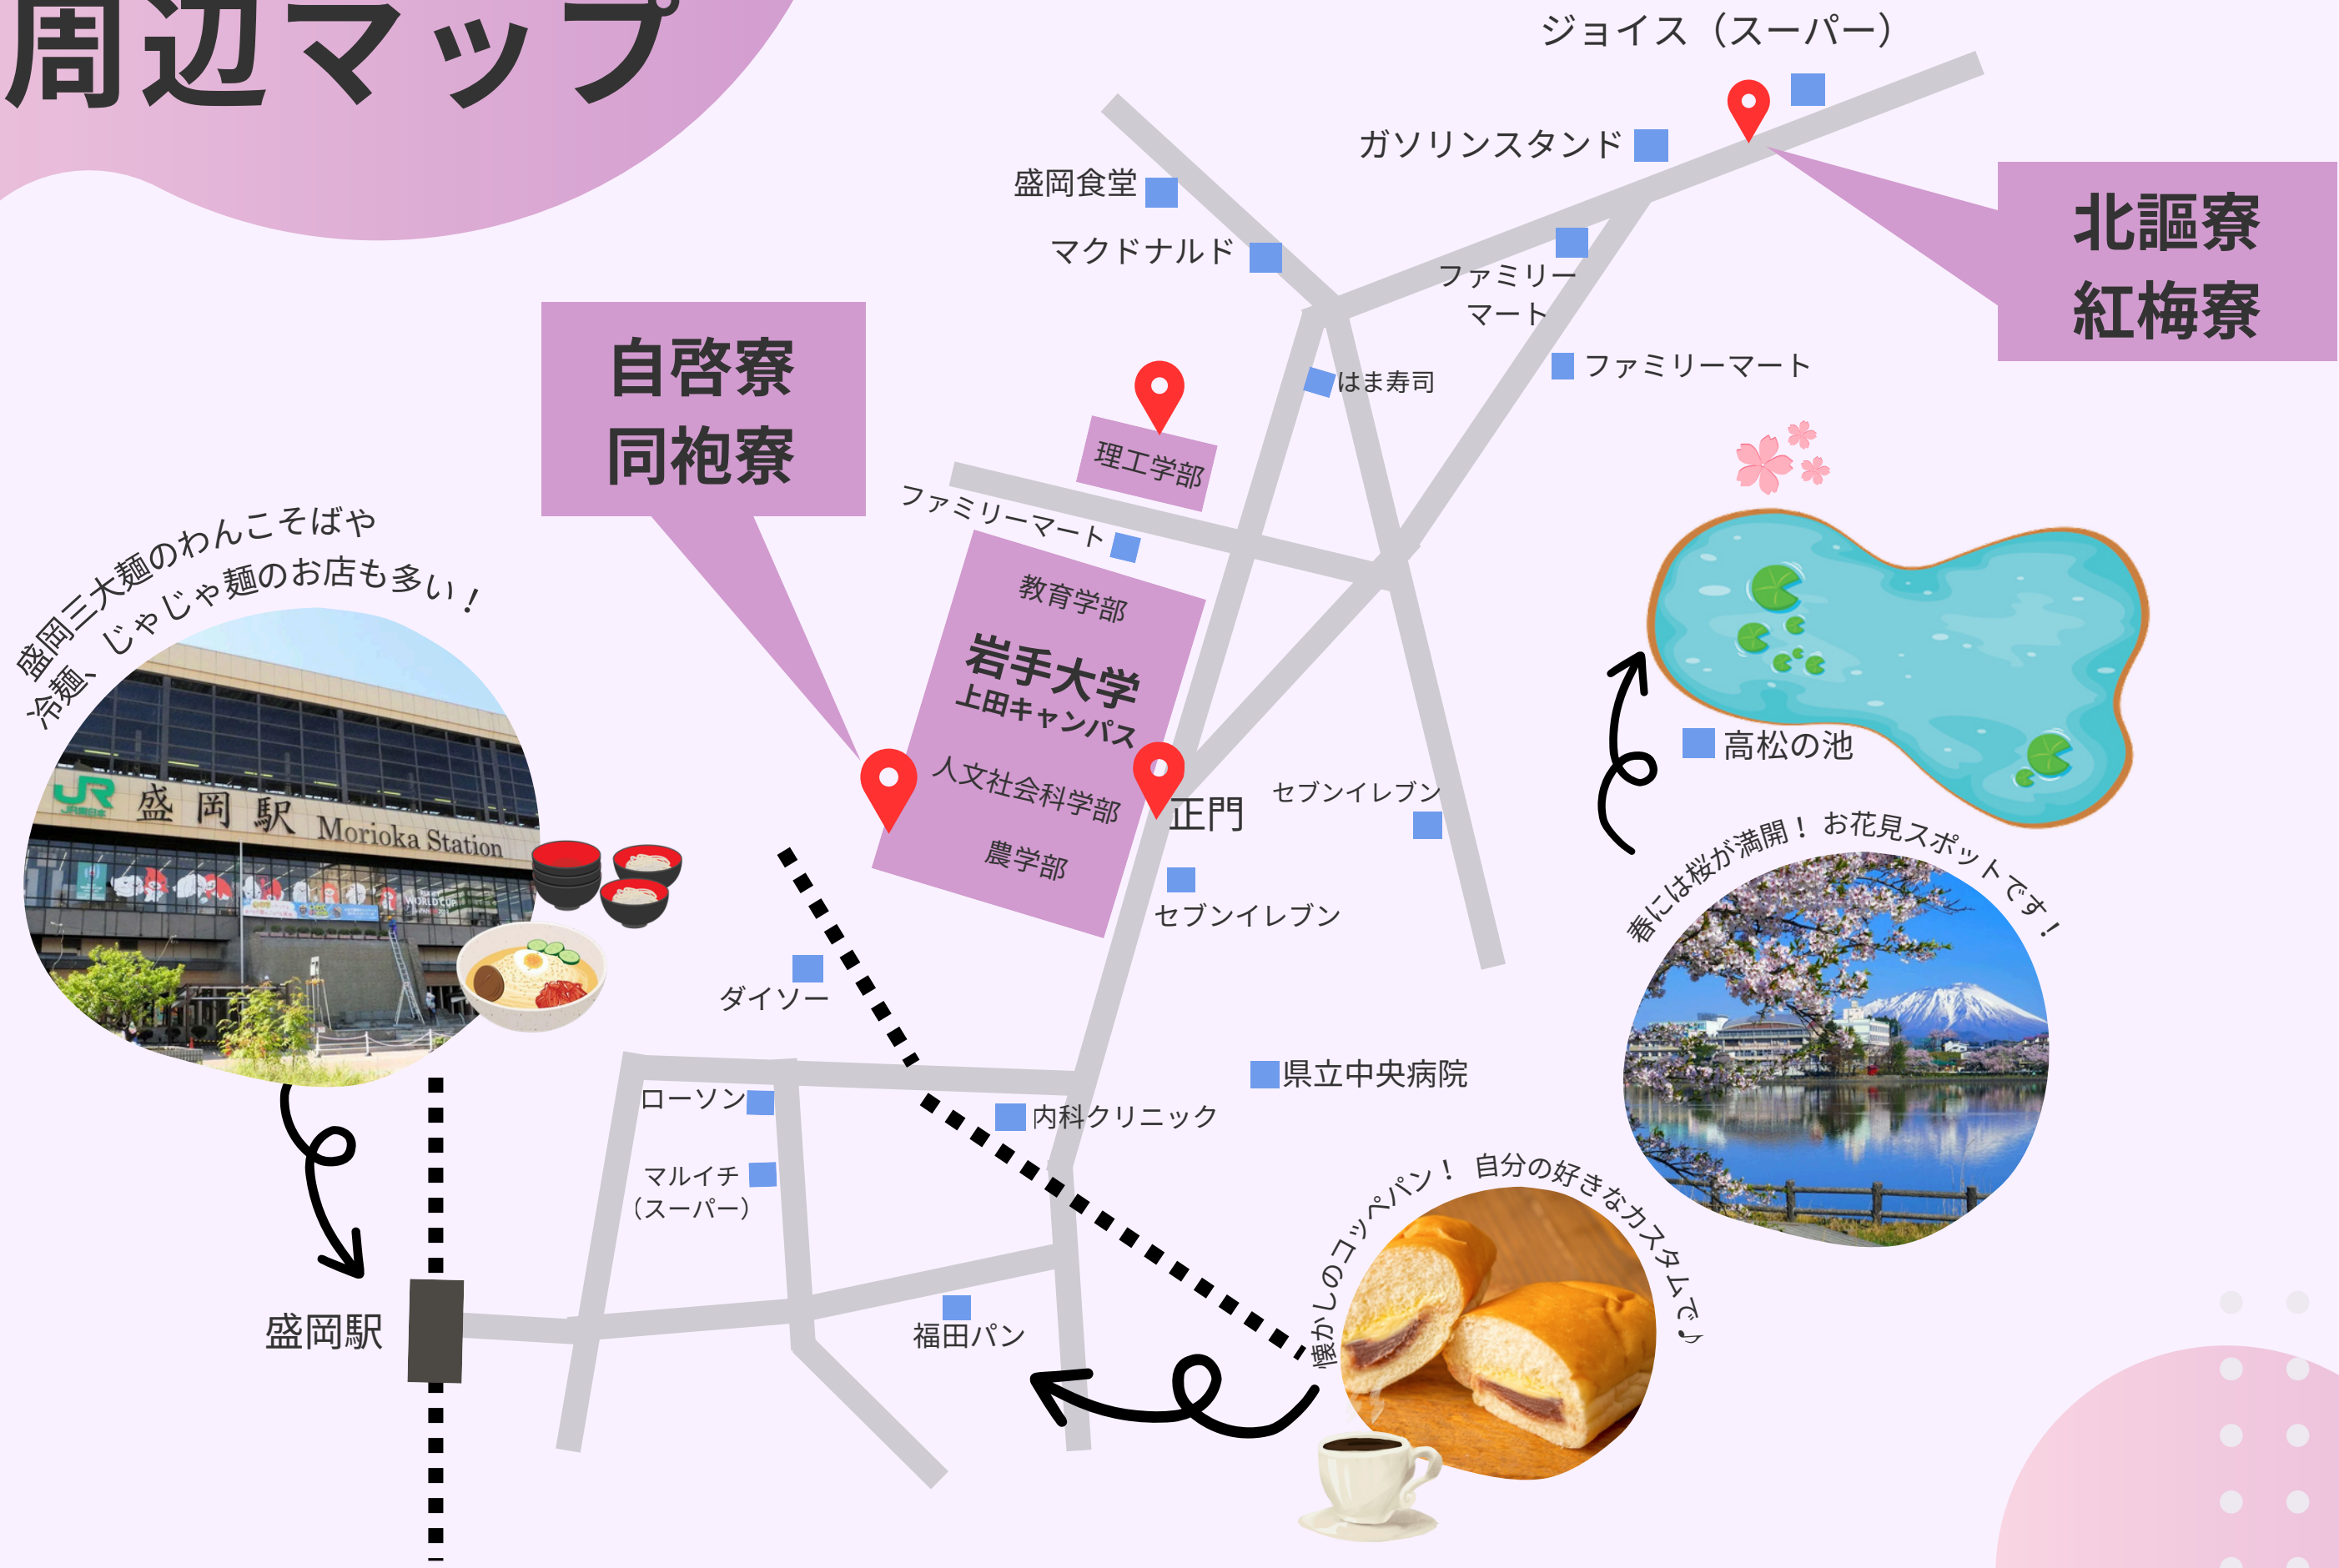 周辺マップ
ジョイス（スーパー）
ガソリンスタンド
盛岡食堂
マクドナルド
ファミリー
マート
北謳寮
紅梅寮
自啓寮
同袍寮
はま寿司
ファミリーマート
理工学部
ファミリーマート
教育学部
岩手大学
上田キャンパス
人文社会科学部
農学部
正門
セブンイレブン
セブンイレブン
高松の池
春には桜が満開！お花見スポットです！
盛岡三大麺のわんこそばや
冷麺、じゃじゃ麺のお店も多い！
JR
JR東日本
盛岡駅 Morioka Station
WORLD CUP
ダイソー
ローソン
内科クリニック
県立中央病院
マルイチ
（スーパー）
盛岡駅
福田パン
懐かしのコッペパン！ 自分の好きなカスタムで♪